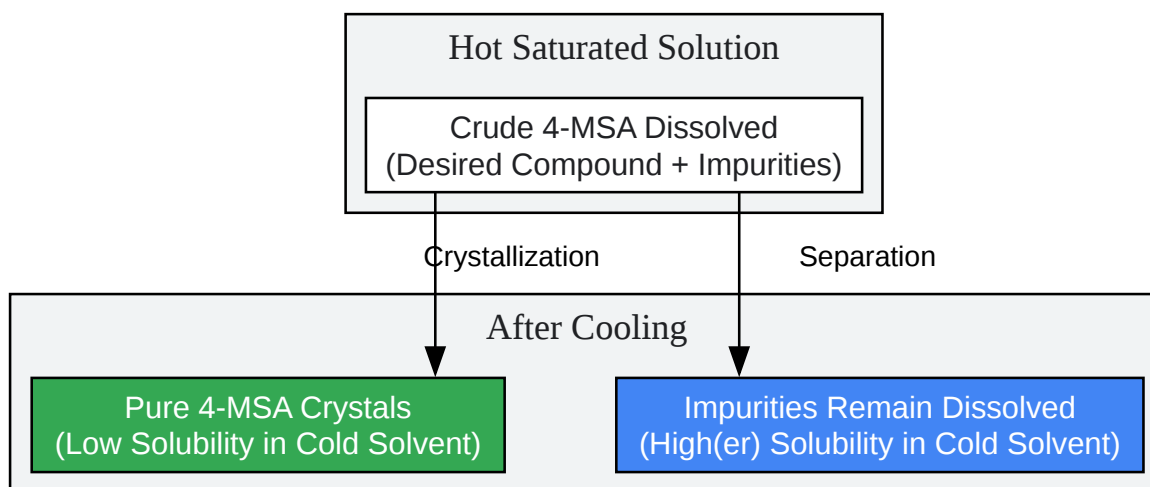 Hot Saturated Solution
Crude 4-MSA Dissolved
(Desired Compound + Impurities)
Crystallization
Separation
After Cooling
Pure 4-MSA Crystals
(Low Solubility in Cold Solvent)
Impurities Remain Dissolved
(High(er) Solubility in Cold Solvent)